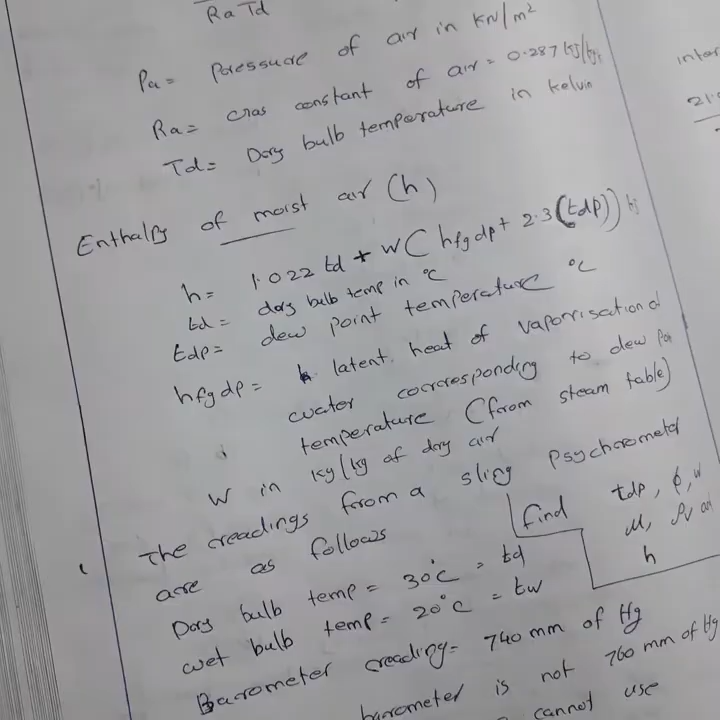 Ra Td
Pa = Pressure of air in KN/m²
Ra = Gas constant of air = 0.287 KJ/kg
Td = Dry bulb temperature in kelvin
inter
Enthalpy of moist air (h)
h = 1.022 td + W ( hfgdp + 2.3 (tdp)) kj
td = dry bulb temp in °C
tdp = dew point temperature °C
hfgdp = latent heat of vaporisation of
water corresponding to dew po
temperature (from steam table)
W in kg/kg of dry air
The readings from a sling Psychrometer
are as follows
find tdp, ϕ, w
μ, ρv an
h
Dry bulb temp = 30°C = td
wet bulb temp = 20°C = tw
Barometer reading = 740 mm of Hg
barometer is not 760 mm of Hg
cannot use